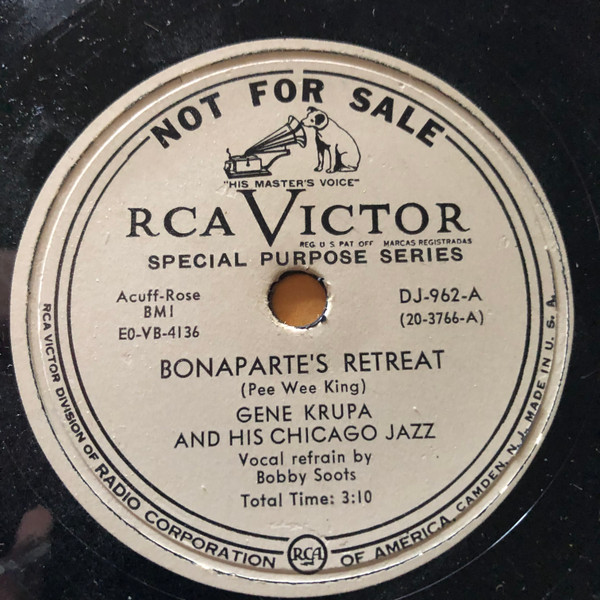 NOT FOR SALE
"HIS MASTER'S VOICE"
RCA VICTOR
REG. U S PAT OFF MARCAS REGISTRADAS
SPECIAL PURPOSE SERIES
Acuff-Rose
BMI
E0-VB-4136
DJ-962-A
(20-3766-A)
BONAPARTE'S RETREAT
(Pee Wee King)
GENE KRUPA
AND HIS CHICAGO JAZZ
Vocal refrain by
Bobby Soots
Total Time: 3:10
RCA VICTOR DIVISION OF RADIO CORPORATION OF AMERICA, CAMDEN, N.J. MADE IN U.S.A.
RCA